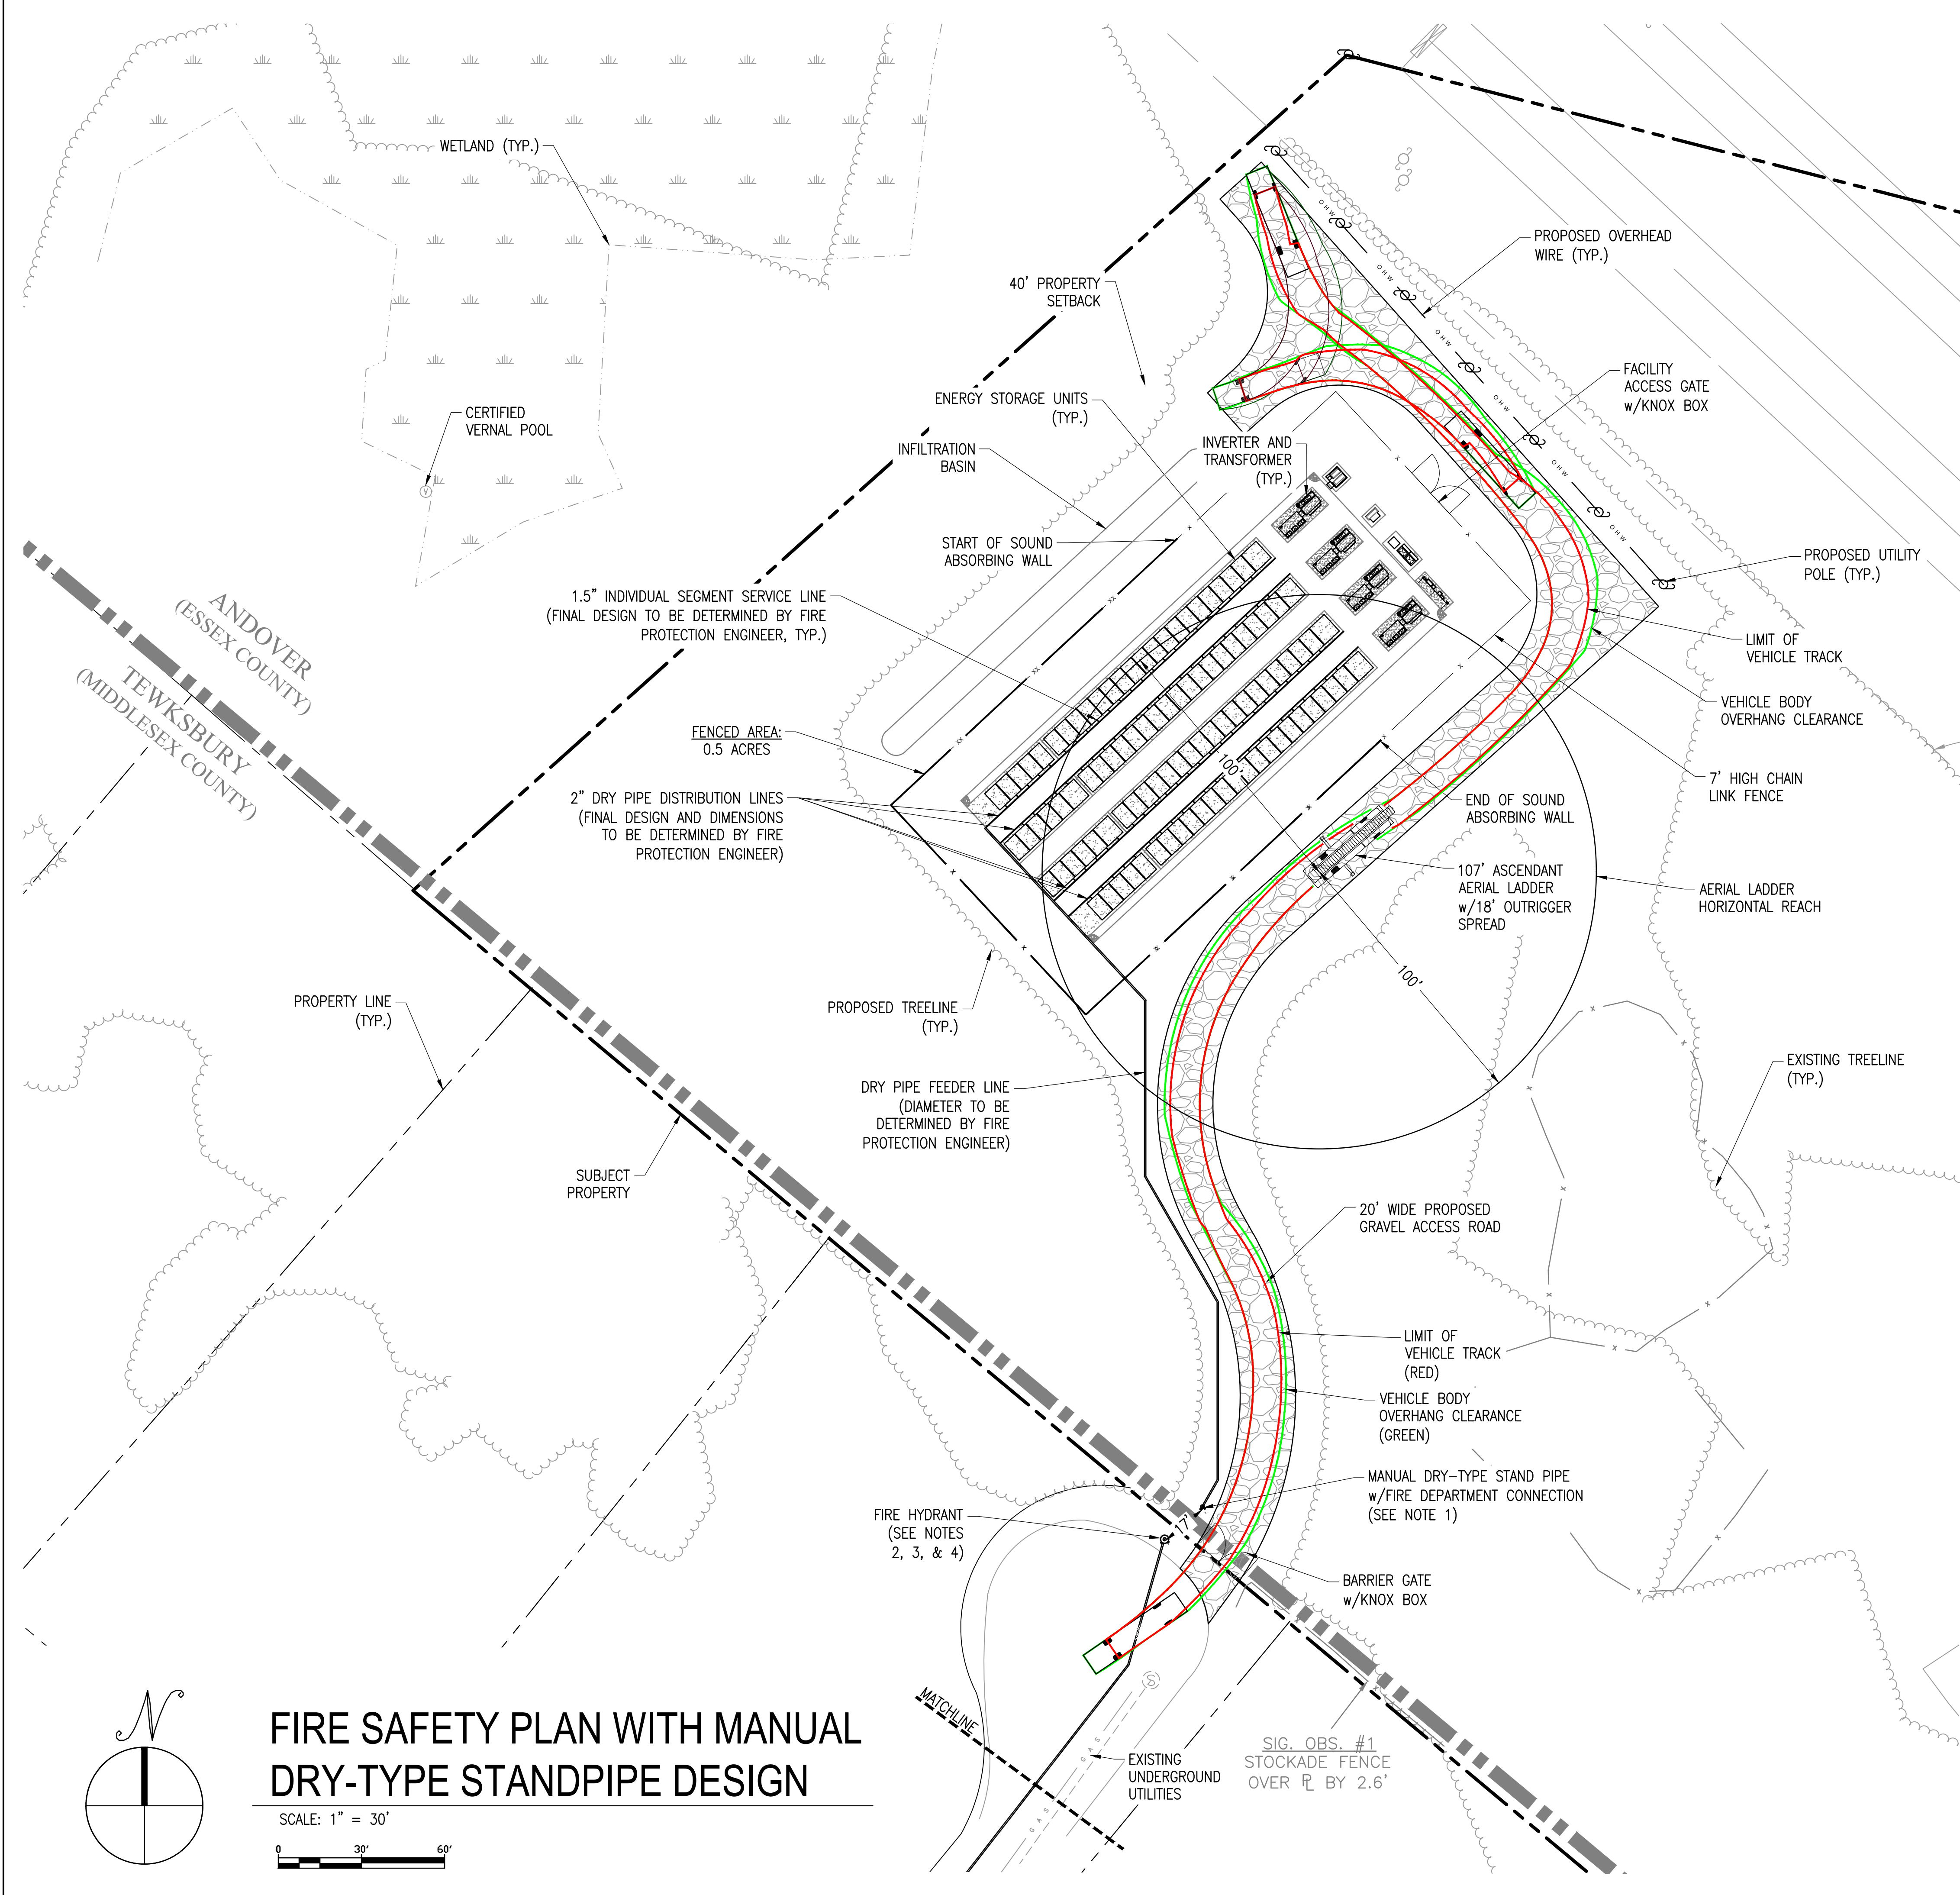 WETLAND (TYP.)
CERTIFIED
VERNAL POOL
V
ANDOVER
(ESSEX COUNTY)
TEWKSBURY
(MIDDLESEX COUNTY)
40' PROPERTY
SETBACK
ENERGY STORAGE UNITS
(TYP.)
INFILTRATION
BASIN
INVERTER AND
TRANSFORMER
(TYP.)
START OF SOUND
ABSORBING WALL
1.5" INDIVIDUAL SEGMENT SERVICE LINE
(FINAL DESIGN TO BE DETERMINED BY FIRE
PROTECTION ENGINEER, TYP.)
FENCED AREA:
0.5 ACRES
2" DRY PIPE DISTRIBUTION LINES
(FINAL DESIGN AND DIMENSIONS
TO BE DETERMINED BY FIRE
PROTECTION ENGINEER)
PROPERTY LINE
(TYP.)
PROPOSED TREELINE
(TYP.)
DRY PIPE FEEDER LINE
(DIAMETER TO BE
DETERMINED BY FIRE
PROTECTION ENGINEER)
SUBJECT
PROPERTY
FIRE HYDRANT
(SEE NOTES
2, 3, & 4)
17'
OHW
OHW
OHW
OHW
OHW
OHW
PROPOSED OVERHEAD
WIRE (TYP.)
FACILITY
ACCESS GATE
w/KNOX BOX
PROPOSED UTILITY
POLE (TYP.)
LIMIT OF
VEHICLE TRACK
VEHICLE BODY
OVERHANG CLEARANCE
7' HIGH CHAIN
LINK FENCE
END OF SOUND
ABSORBING WALL
100'
107' ASCENDANT
AERIAL LADDER
w/18' OUTRIGGER
SPREAD
AERIAL LADDER
HORIZONTAL REACH
100'
EXISTING TREELINE
(TYP.)
20' WIDE PROPOSED
GRAVEL ACCESS ROAD
LIMIT OF
VEHICLE TRACK
(RED)
VEHICLE BODY
OVERHANG CLEARANCE
(GREEN)
MANUAL DRY-TYPE STAND PIPE
w/FIRE DEPARTMENT CONNECTION
(SEE NOTE 1)
BARRIER GATE
w/KNOX BOX
MATCHLINE
S
GAS
GAS
EXISTING
UNDERGROUND
UTILITIES
SIG. OBS. #1
STOCKADE FENCE
OVER PL BY 2.6'
N
FIRE SAFETY PLAN WITH MANUAL
DRY-TYPE STANDPIPE DESIGN
SCALE: 1" = 30'
0 30' 60'